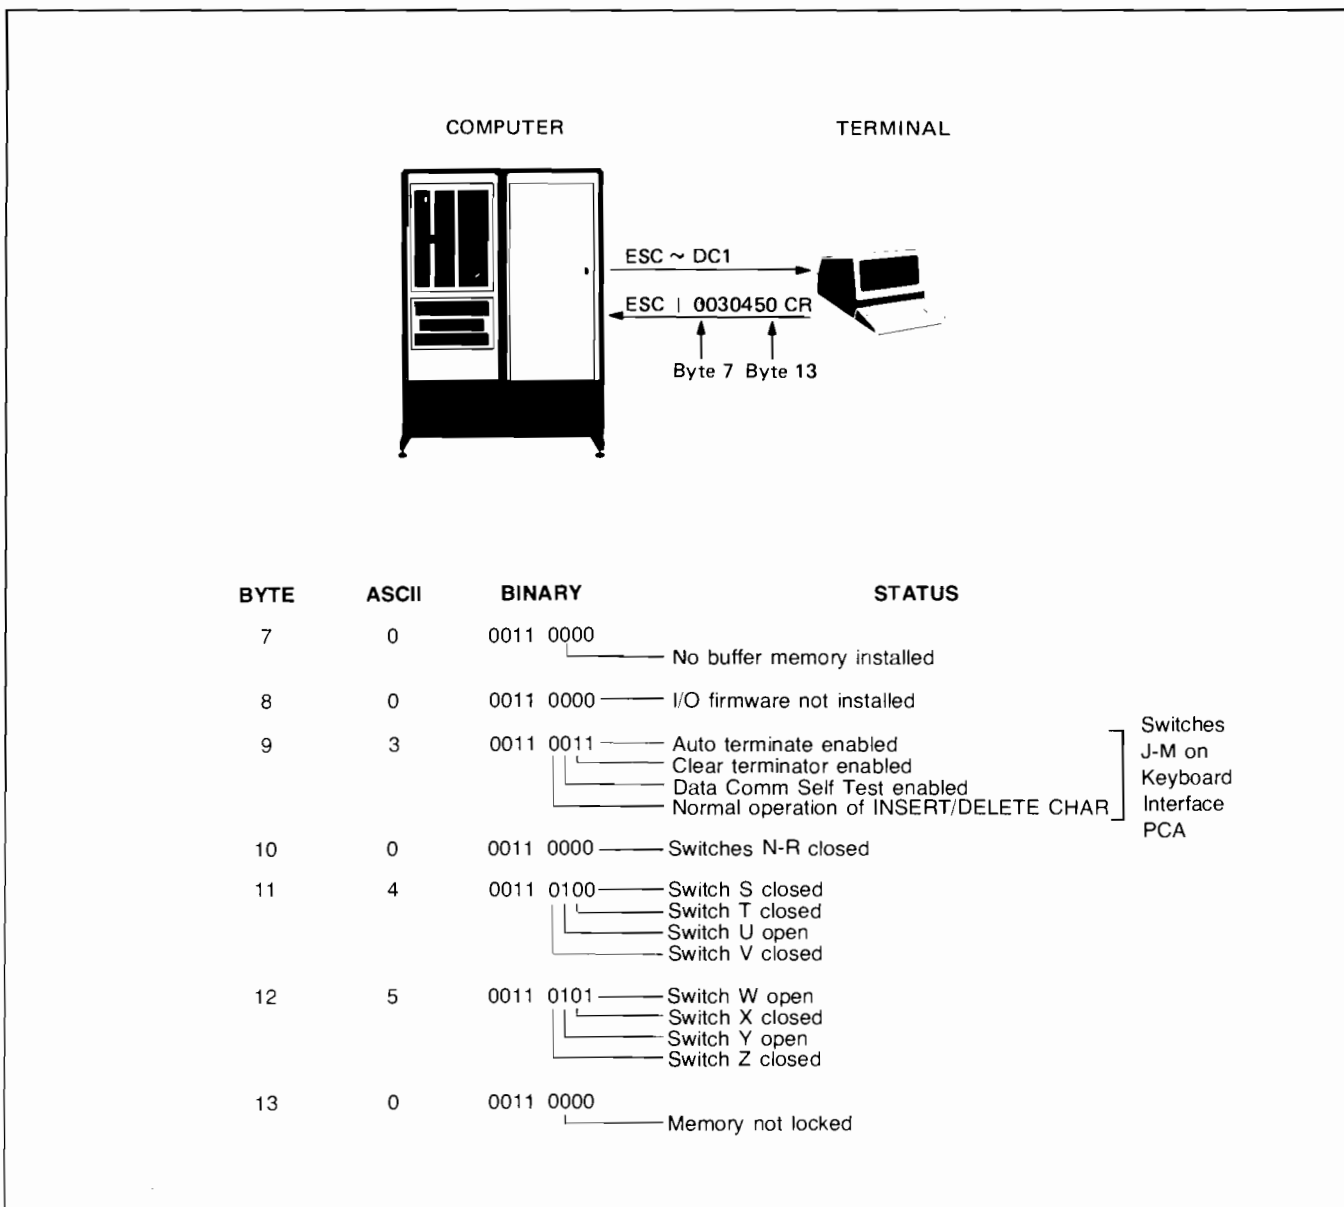 COMPUTER TERMINAL
ESC ~ DC1
ESC | 0030450 CR
Byte 7 Byte 13
BYTE ASCII BINARY STATUS
7 0 0011 0000
No buffer memory installed
8 0 0011 0000 I/O firmware not installed
9 3 0011 0011 Auto terminate enabled
Clear terminator enabled
Data Comm Self Test enabled
Normal operation of INSERT/DELETE CHAR
Switches
J-M on
Keyboard
Interface
PCA
10 0 0011 0000 Switches N-R closed
11 4 0011 0100 Switch S closed
Switch T closed
Switch U open
Switch V closed
12 5 0011 0101 Switch W open
Switch X closed
Switch Y open
Switch Z closed
13 0 0011 0000
Memory not locked